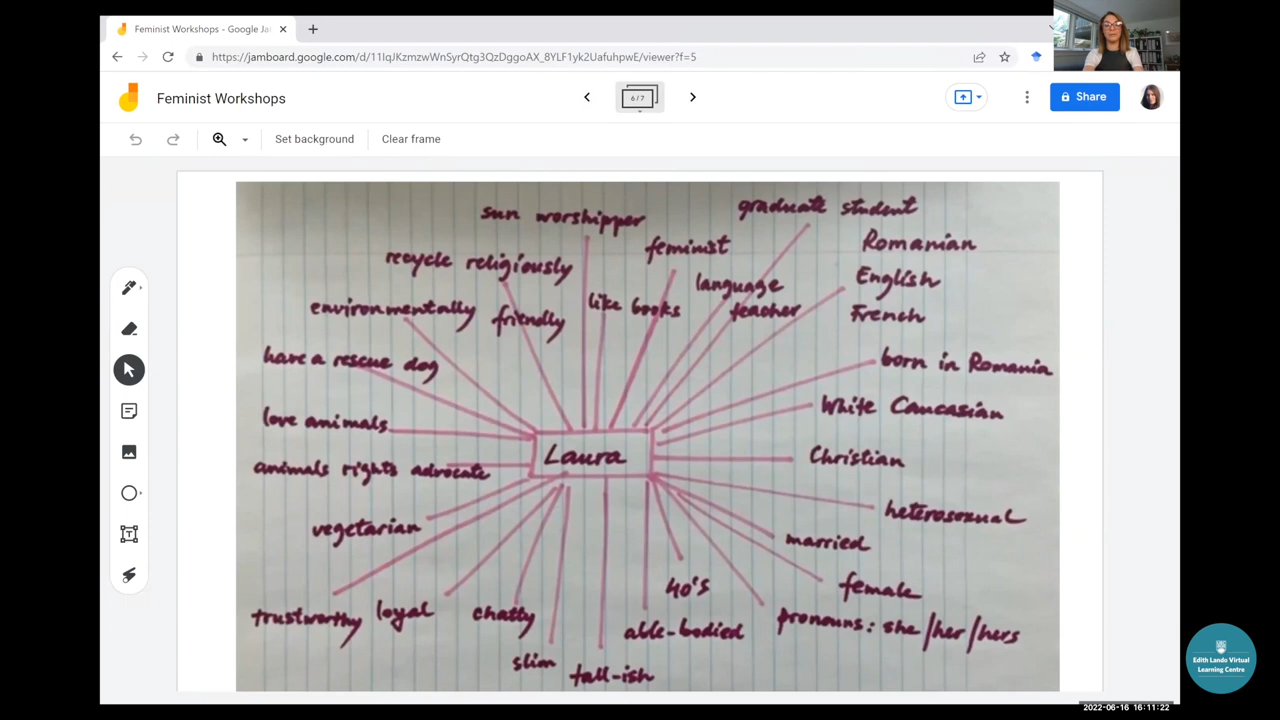 Feminist Workshops - Google Ja
https://jamboard.google.com/d/11IqJKzmzwWnSyrQtg3QzDggoAX_8YLF1yk2UafuhpwE/viewer?f=5
Feminist Workshops
6/7
Share
Set background
Clear frame
sun worshipper
graduate student
feminist
Romanian
recycle religiously
language
teacher
English
environmentally friendly
like books
French
have a rescue dog
born in Romania
love animals
White Caucasian
Laura
Christian
animals rights advocate
heterosexual
vegetarian
married
40's
female
trustworthy
loyal
chatty
able-bodied
pronouns: she/her/hers
slim
tall-ish
UBC
Edith Lando Virtual
Learning Centre
2022-06-16 16:11:22